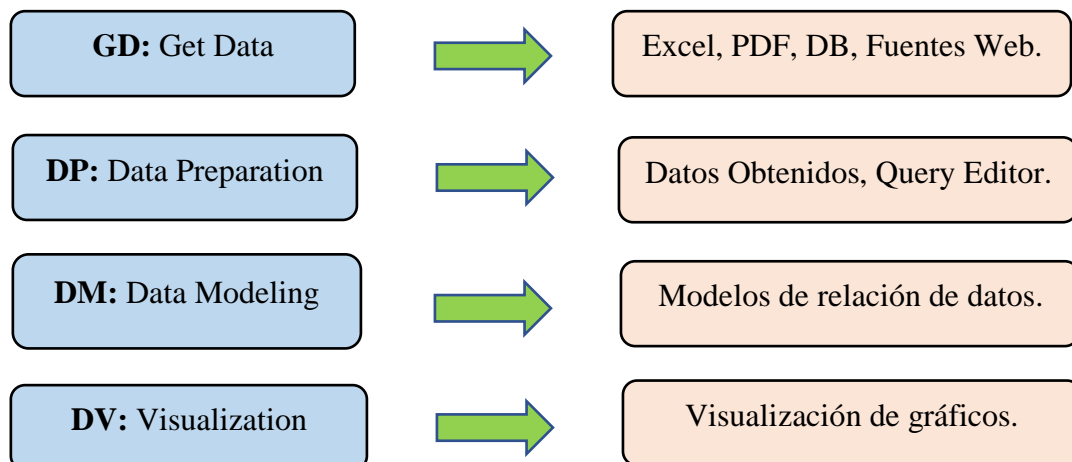 GD: Get Data
Excel, PDF, DB, Fuentes Web.
DP: Data Preparation
Datos Obtenidos, Query Editor.
DM: Data Modeling
Modelos de relación de datos.
DV: Visualization
Visualización de gráficos.